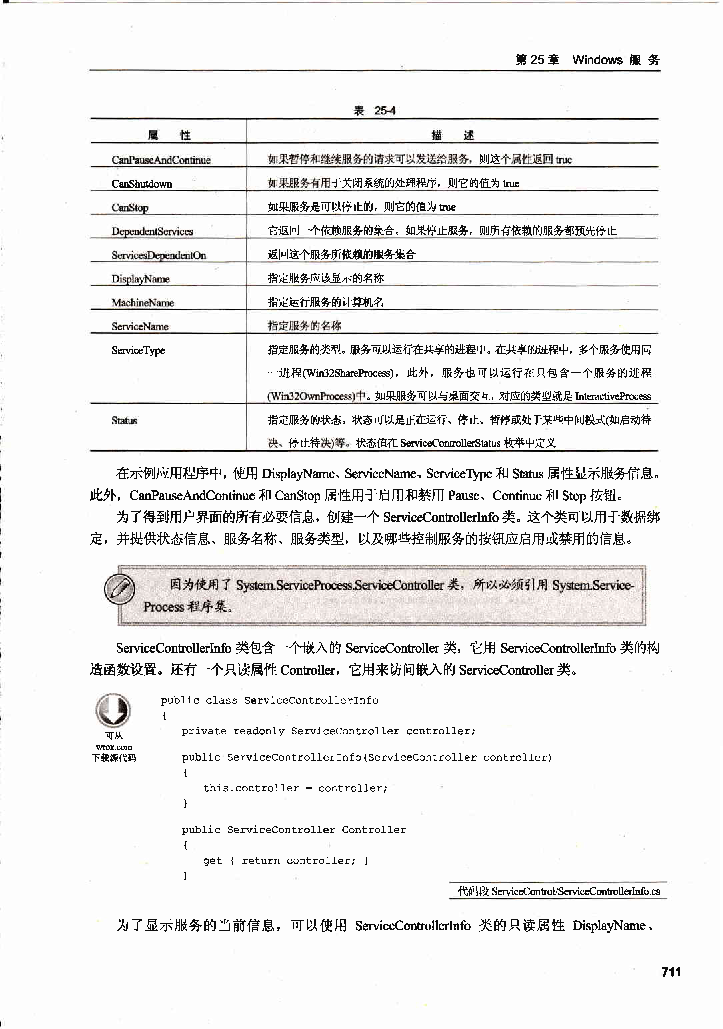 第25章 Windows 服 务
表 25-4
属 性 描 述
CanPauseAndContinue 如果暂停和继续服务的请求可以发送给服务，则这个属性返回 true
CanShutdown 如果服务有用于关闭系统的处理程序，则它的值为 true
CanStop 如果服务是可以停止的，则它的值为 true
DependentServices 它返回一个依赖服务的集合。如果停止服务，则所有依赖的服务都预先停止
ServicesDependentOn 返回这个服务所依赖的服务集合
DisplayName 指定服务应该显示的名称
MachineName 指定运行服务的计算机名
ServiceName 指定服务的名称
ServiceType 指定服务的类型。服务可以运行在共享的进程中。在共享的进程中，多个服务使用同
一进程(Win32ShareProcess)，此外，服务也可以运行在只包含一个服务的进程
(Win32OwnProcess)中。如果服务可以与桌面交互，对应的类型就是 InteractiveProcess
Status 指定服务的状态。状态可以是正在运行、停止、暂停或处于某些中间模式(如启动待
决、停止待决)等。状态值在 ServiceControllerStatus 枚举中定义
在示例应用程序中，使用 DisplayName、ServiceName、ServiceType 和 Status 属性显示服务信息。
此外，CanPauseAndContinue 和 CanStop 属性用于启用和禁用 Pause、Continue 和 Stop 按钮。
为了得到用户界面的所有必要信息，创建一个 ServiceControllerInfo 类。这个类可以用于数据绑
定，并提供状态信息、服务名称、服务类型，以及哪些控制服务的按钮应启用或禁用的信息。
因为使用了 System.ServiceProcess.ServiceController 类，所以必须引用 System.Service-
Process 程序集。
ServiceControllerInfo 类包含一个嵌入的 ServiceController 类，它用 ServiceControllerInfo 类的构
造函数设置。还有一个只读属性 Controller，它用来访问嵌入的 ServiceController 类。
可从
wrox.com
下载源代码
public class ServiceControllerInfo
{
private readonly ServiceController controller;
public ServiceControllerInfo(ServiceController controller)
{
this.controller = controller;
}
public ServiceController Controller
{
get { return controller; }
}
代码段 ServiceControl/ServiceControllerInfo.cs
为了显示服务的当前信息，可以使用 ServiceControllerInfo 类的只读属性 DisplayName、
711